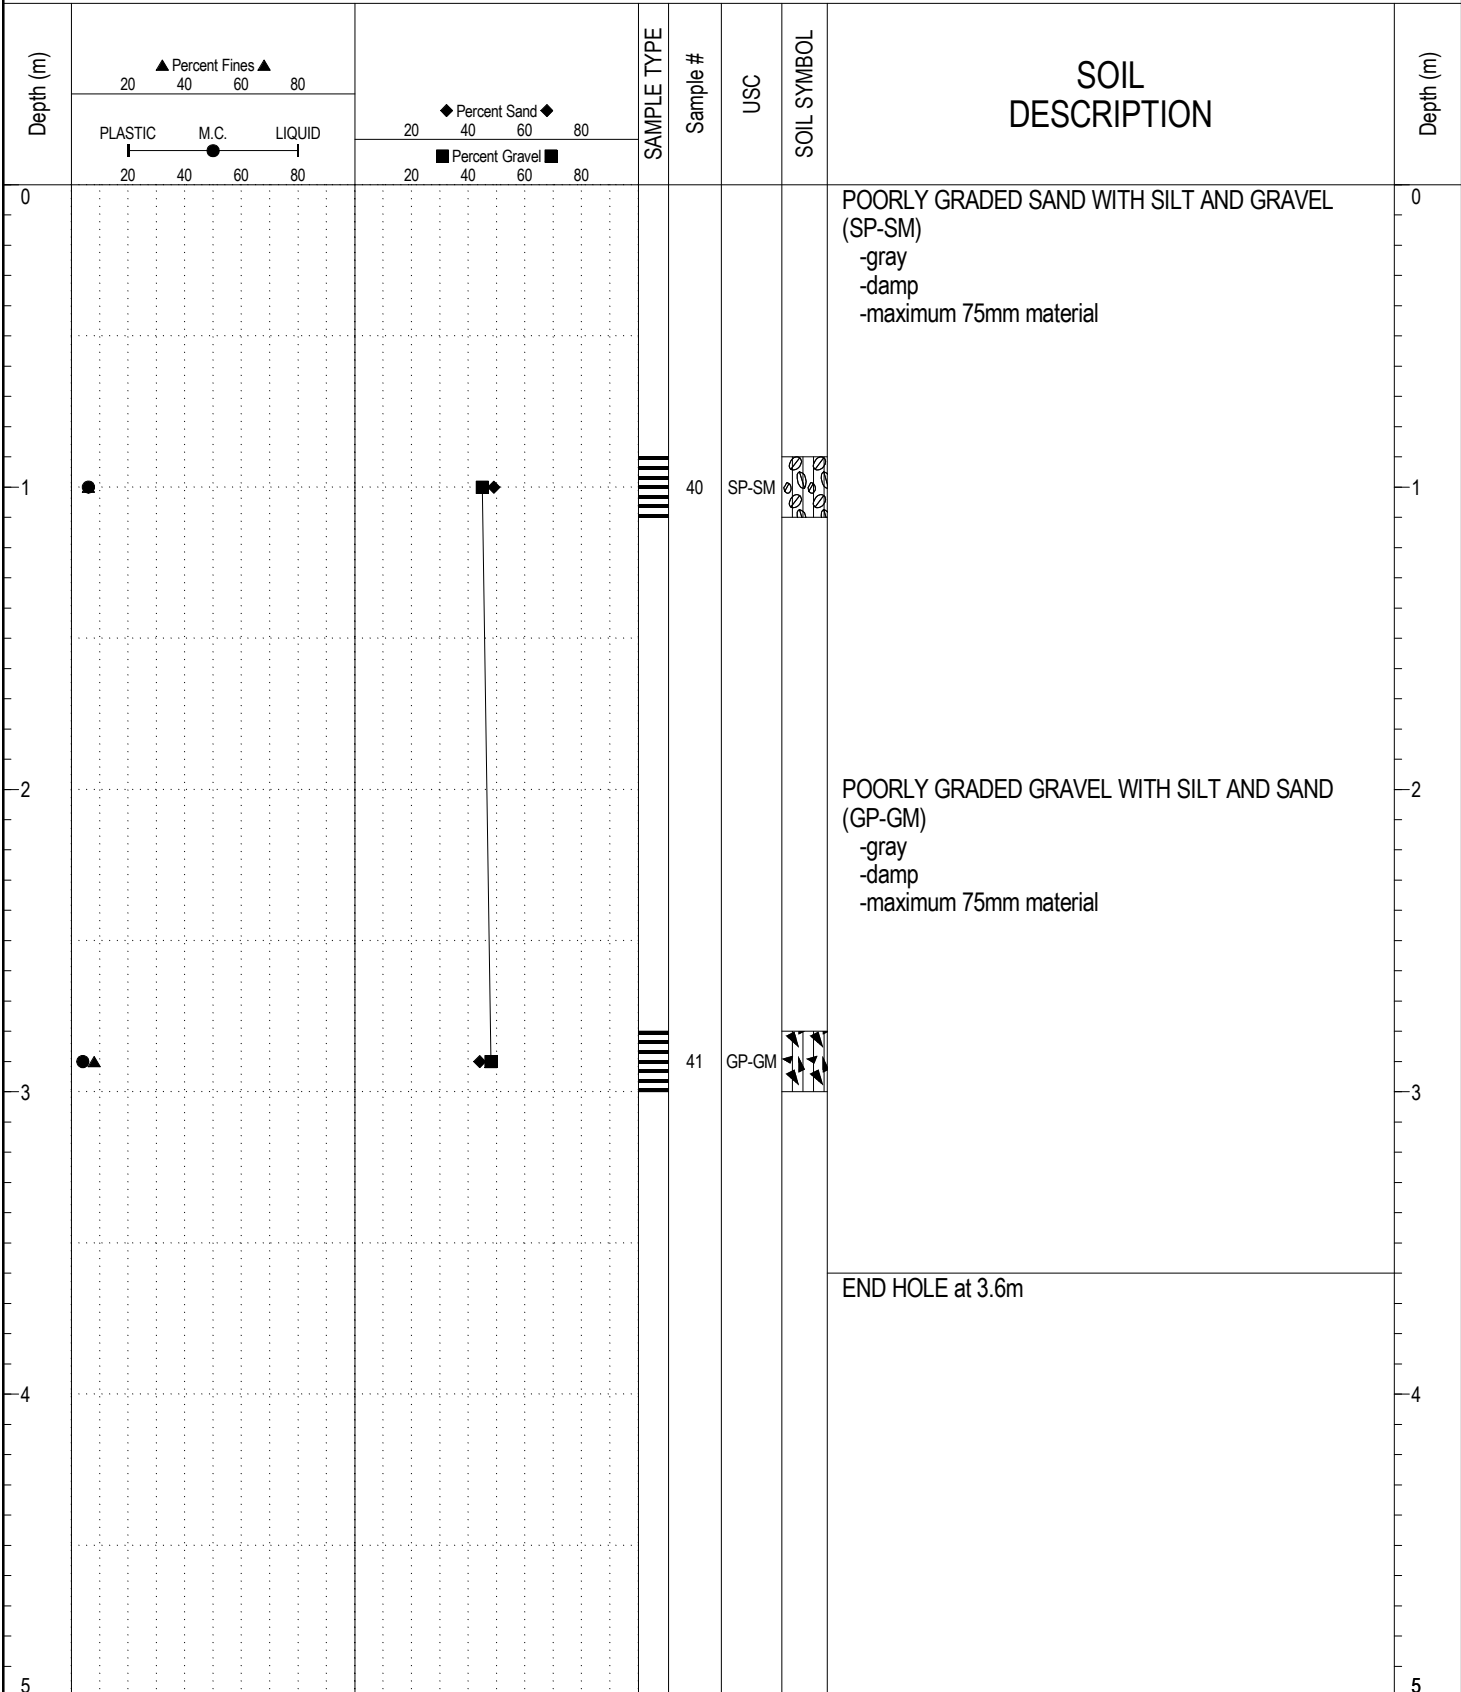 Depth (m)
▲ Percent Fines ▲
20 40 60 80
PLASTIC M.C. LIQUID
20 40 60 80
◆ Percent Sand ◆
20 40 60 80
■ Percent Gravel ■
20 40 60 80
SAMPLE TYPE
Sample #
USC
SOIL SYMBOL
SOIL
DESCRIPTION
Depth (m)
0
POORLY GRADED SAND WITH SILT AND GRAVEL
0
(SP-SM)
-gray
-damp
-maximum 75mm material
1
40
SP-SM
1
2
POORLY GRADED GRAVEL WITH SILT AND SAND
2
(GP-GM)
-gray
-damp
-maximum 75mm material
41
GP-GM
3
3
END HOLE at 3.6m
4
4
5
5